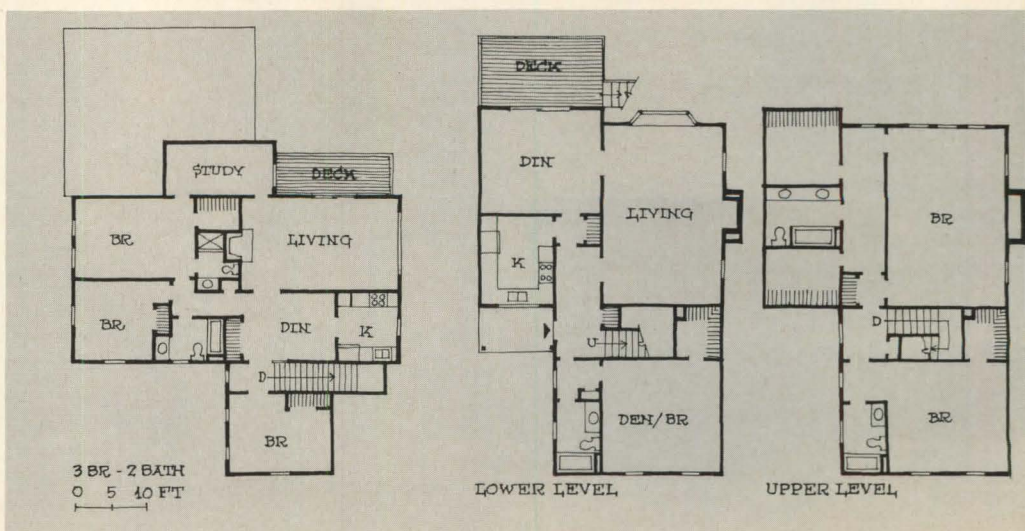 STUDY
DECK
BR
LIVING
BR
DIN
K
D
BR
3 BR - 2 BATH
0 5 10 FT
DECK
DIN
LIVING
K
U
DEN/BR
LOWER LEVEL
BR
D
BR
UPPER LEVEL